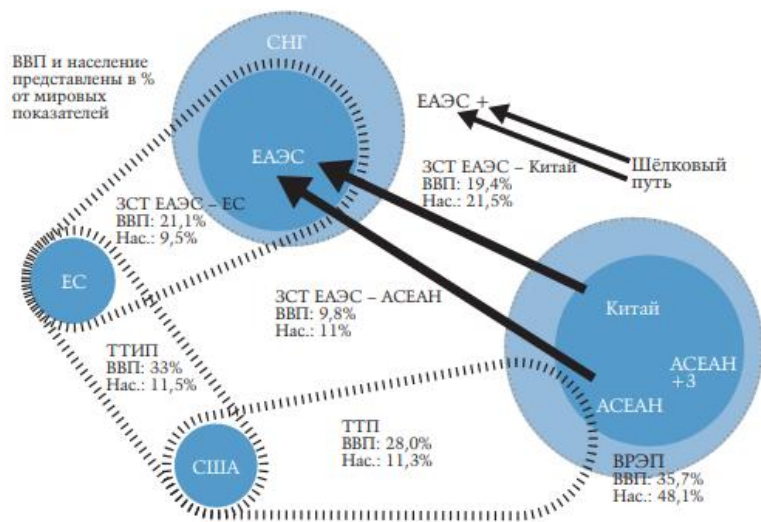 ВВП и население
представлены в %
от мировых
показателей
СНГ
ЕАЭС
ЕАЭС +
Шёлковый
путь
ЗСТ ЕАЭС – Китай
ВВП: 19,4%
Нас.: 21,5%
ЗСТ ЕАЭС – ЕС
ВВП: 21,1%
Нас.: 9,5%
ЕС
ЗСТ ЕАЭС – АСЕАН
ВВП: 9,8%
Нас.: 11%
Китай
АСЕАН
+3
АСЕАН
ТТИП
ВВП: 33%
Нас.: 11,5%
ТТП
ВВП: 28,0%
Нас.: 11,3%
США
ВРЭП
ВВП: 35,7%
Нас.: 48,1%